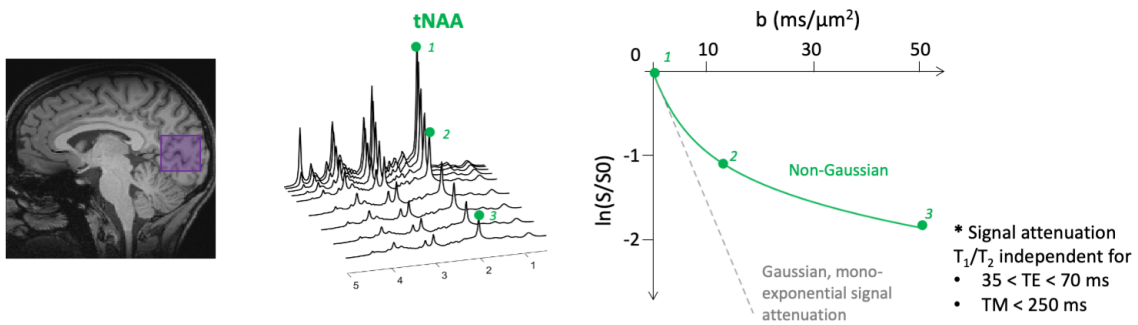 tNAA
1
2
3
5
4
3
2
1
b (ms/μm²)
0
10
30
50
1
-1
2
Non-Gaussian
3
ln(S/S0)
-2
Gaussian, mono-
exponential signal
attenuation
* Signal attenuation
T₁/T₂ independent for
• 35 < TE < 70 ms
• TM < 250 ms